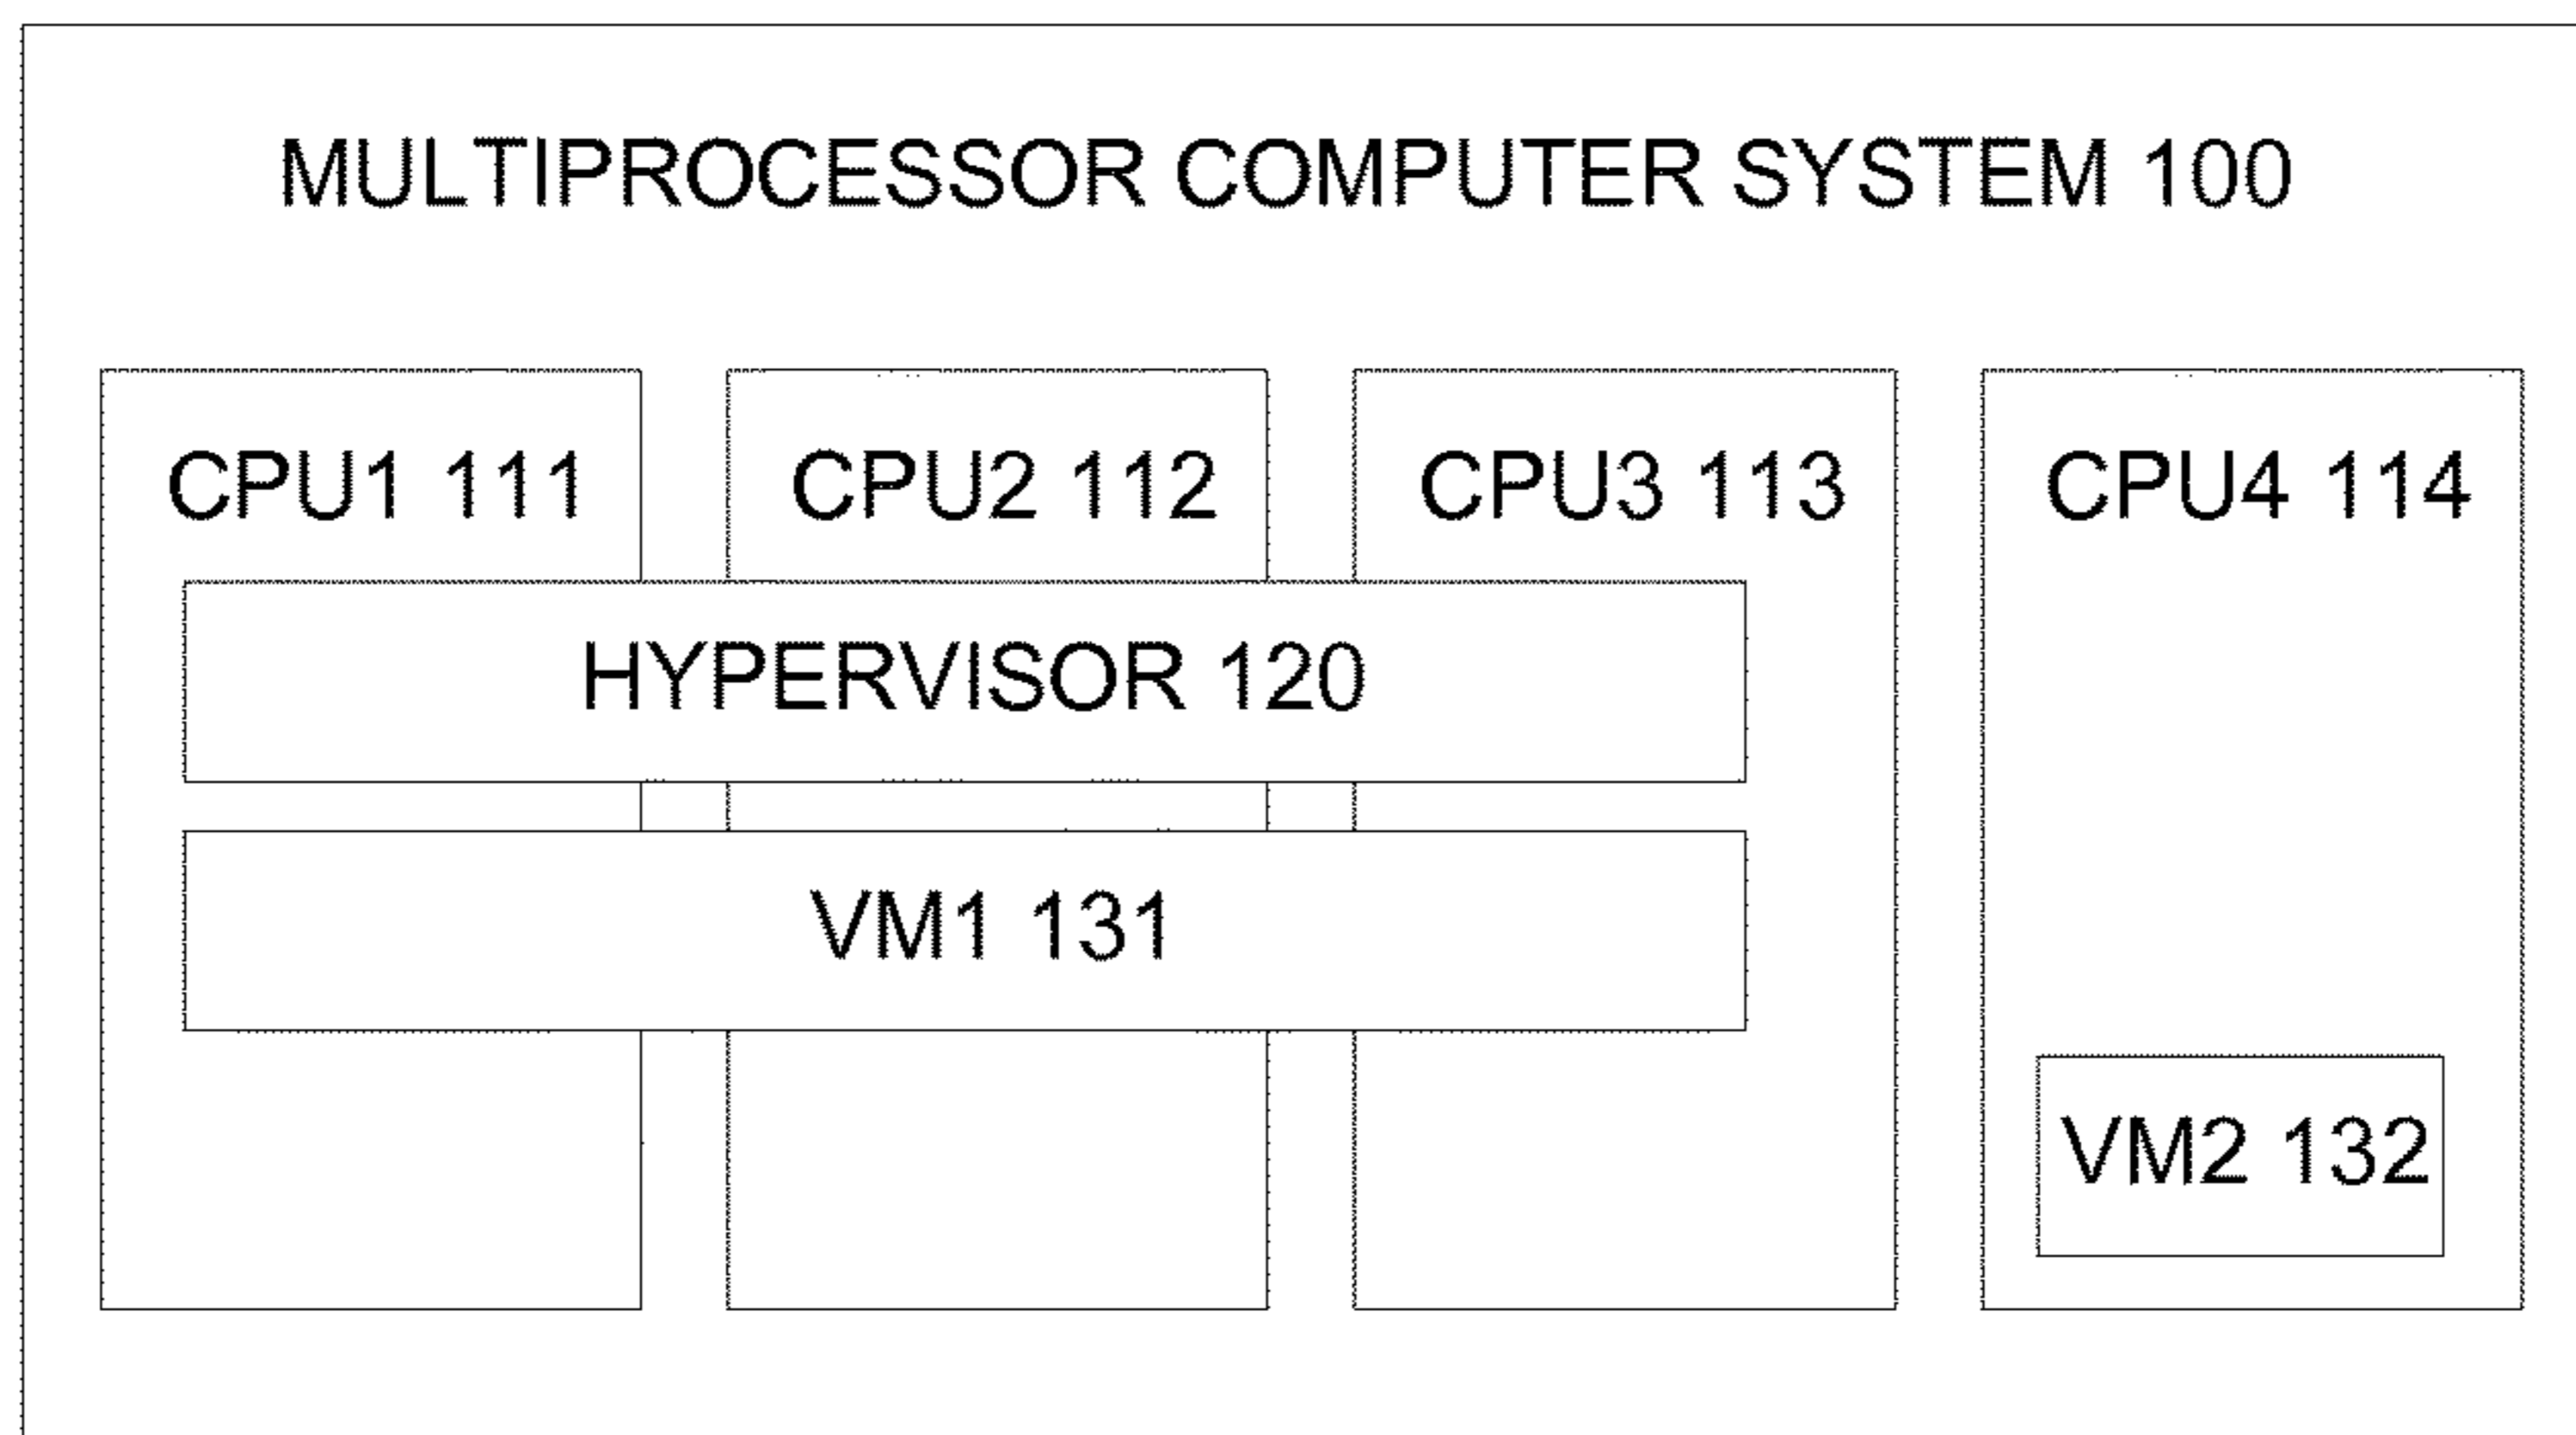 MULTIPROCESSOR COMPUTER SYSTEM 100
CPU1 111
CPU2 112
CPU3 113
CPU4 114
HYPERVISOR 120
VM1 131
VM2 132